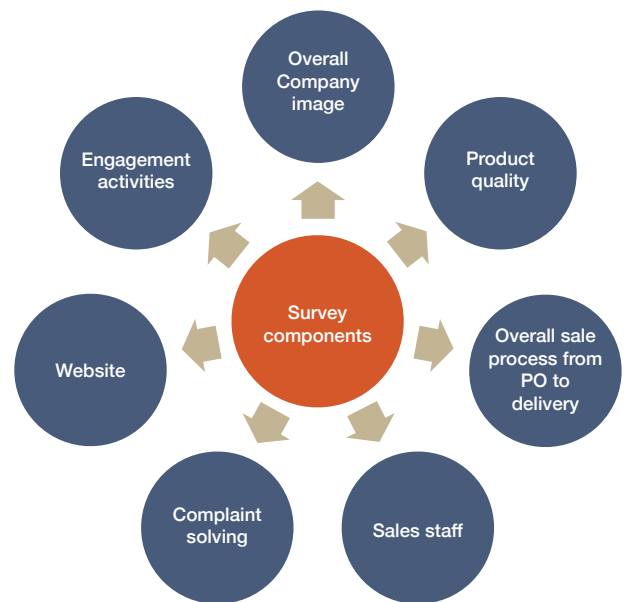 Overall
Company
image
Product
quality
Overall sale
process from
PO to
delivery
Sales staff
Complaint
solving
Website
Engagement
activities
Survey
components